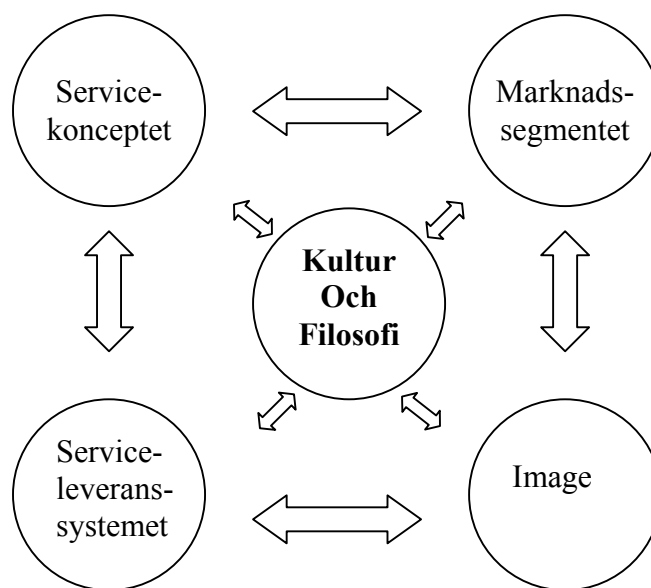 Service-
konceptet
Marknads-
segmentet
Kultur
Och
Filosofi
Service-
leverans-
systemet
Image